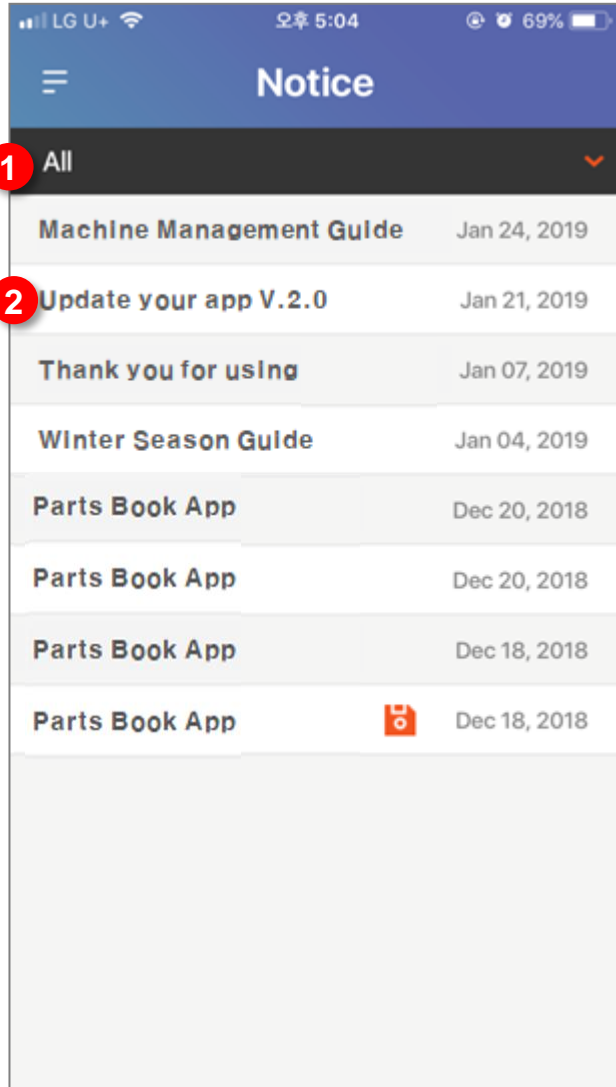 LG U+ 오후 5:04 69%
Notice
1 All
Machine Management Guide Jan 24, 2019
2 Update your app V.2.0 Jan 21, 2019
Thank you for using Jan 07, 2019
Winter Season Guide Jan 04, 2019
Parts Book App Dec 20, 2018
Parts Book App Dec 20, 2018
Parts Book App Dec 18, 2018
Parts Book App Dec 18, 2018